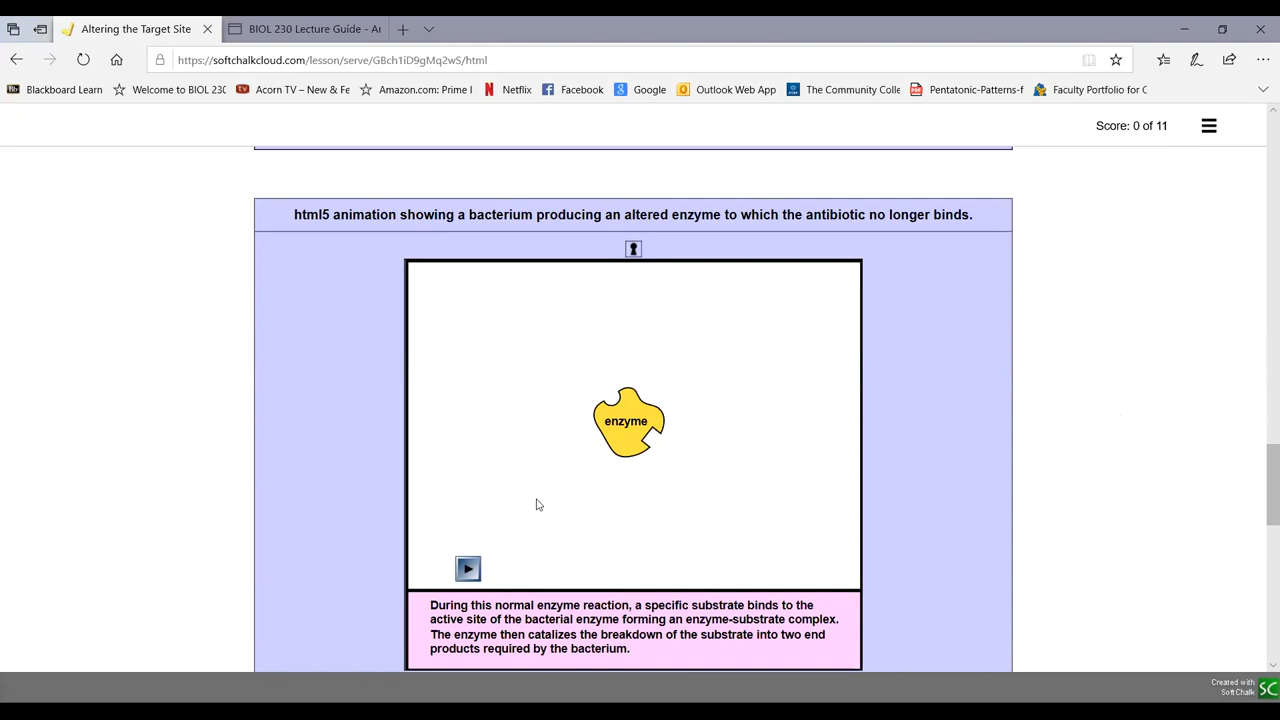 Altering the Target Site
BIOL 230 Lecture Guide - Ar
https://softchalkcloud.com/lesson/serve/GBch1iD9gMq2wS/html
Bb Blackboard Learn
Welcome to BIOL 230
tv Acorn TV – New & Fe
Amazon.com: Prime I
N Netflix
f Facebook
g Google
O Outlook Web App
The Community Colle
PDF Pentatonic-Patterns-f
Faculty Portfolio for C
Score: 0 of 11
html5 animation showing a bacterium producing an altered enzyme to which the antibiotic no longer binds.
enzyme
During this normal enzyme reaction, a specific substrate binds to the
active site of the bacterial enzyme forming an enzyme-substrate complex.
The enzyme then catalizes the breakdown of the substrate into two end
products required by the bacterium.
Created with
SoftChalk
SC